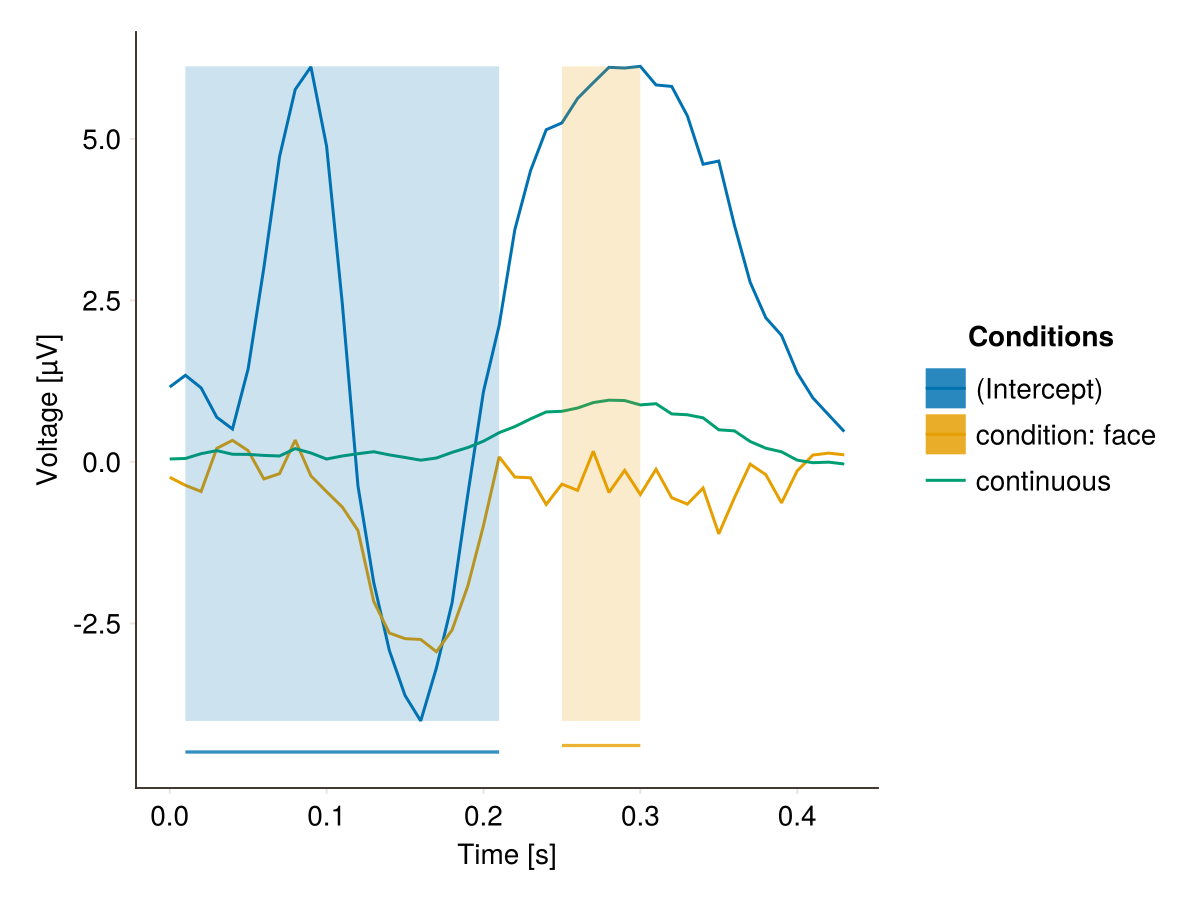 5.0
2.5
0.0
-2.5
Voltage [µV]
0.0 0.1 0.2 0.3 0.4
Time [s]
Conditions
(Intercept)
condition: face
continuous